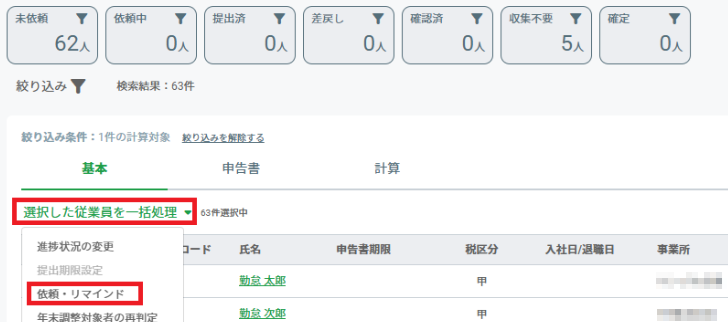 未依頼 依頼中 提出済 差戻し 確認済 収集不要 確定
62人 0人 0人 0人 0人 5人 0人
絞り込み 検索結果：63件
絞り込み条件：1件の計算対象 絞り込みを解除する
基本 申告書 計算
選択した従業員を一括処理 63件選択中
進捗状況の変更 コード 氏名 申告書期限 税区分 入社日/退職日 事業所
提出期限設定
勤怠 太郎 甲
依頼・リマインド
勤怠 次郎 甲
年末調整対象者の再判定